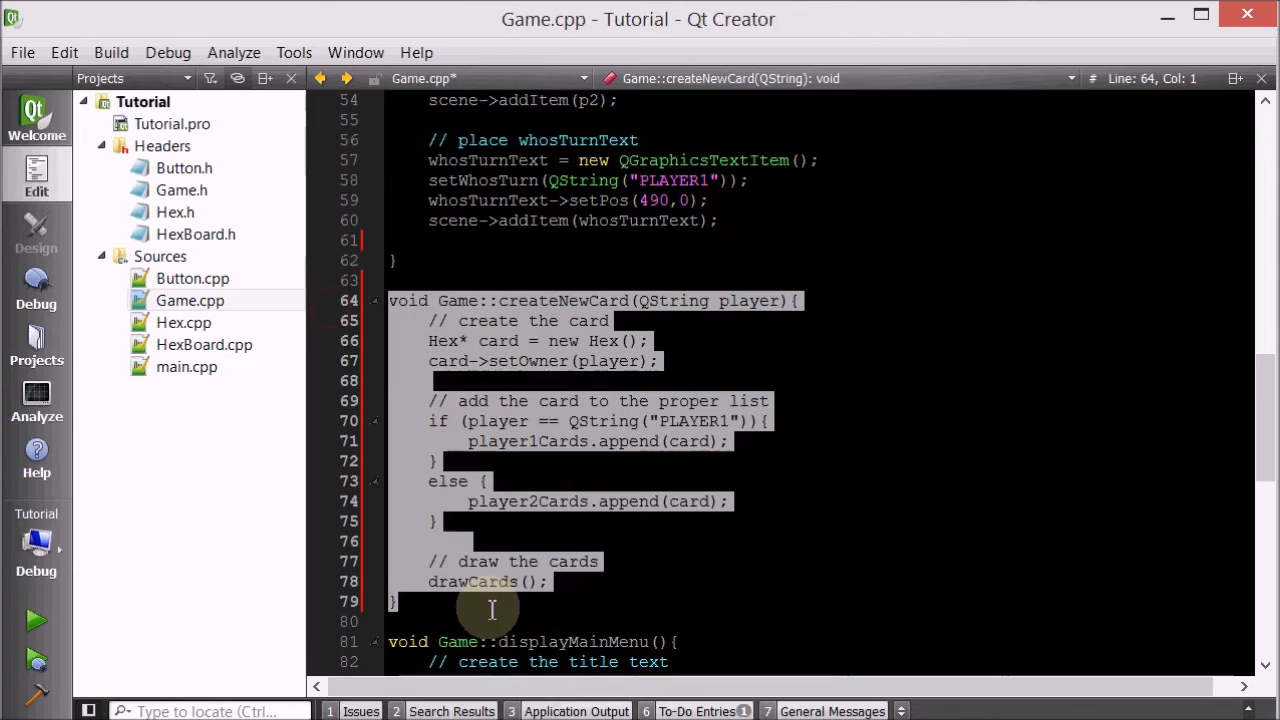 Game.cpp - Tutorial - Qt Creator
File Edit Build Debug Analyze Tools Window Help
Projects Game.cpp* Game::createNewCard(QString): void # Line: 64, Col: 1
Welcome
Edit
Design
Debug
Projects
Analyze
Help
Tutorial
Debug
Tutorial
Tutorial.pro
Headers
Button.h
Game.h
Hex.h
HexBoard.h
Sources
Button.cpp
Game.cpp
Hex.cpp
HexBoard.cpp
main.cpp
54 scene->addItem(p2);
55
56 // place whosTurnText
57 whosTurnText = new QGraphicsTextItem();
58 setWhosTurn(QString("PLAYER1"));
59 whosTurnText->setPos(490,0);
60 scene->addItem(whosTurnText);
61
62 }
63
64 void Game::createNewCard(QString player){
65 // create the card
66 Hex* card = new Hex();
67 card->setOwner(player);
68
69 // add the card to the proper list
70 if (player == QString("PLAYER1")){
71 player1Cards.append(card);
72 }
73 else {
74 player2Cards.append(card);
75 }
76
77 // draw the cards
78 drawCards();
79 }
80
81 void Game::displayMainMenu(){
82 // create the title text
Type to locate (Ctrl... 1 Issues 2 Search Results 3 Application Output 6 To-Do Entries 1 7 General Messages